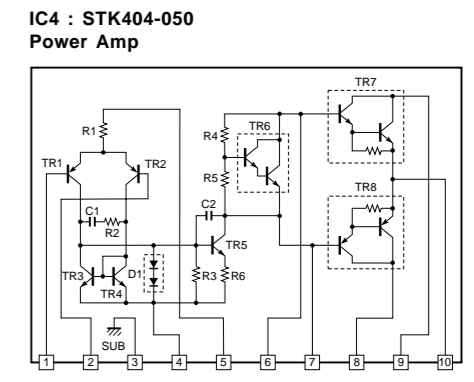 IC4 : STK404-050
Power Amp
TR7
R1
R4
TR6
TR1
TR2
R5
TR8
C1
C2
R2
TR5
TR3
D1
R3
R6
TR4
SUB
1 2 3 4 5 6 7 8 9 10